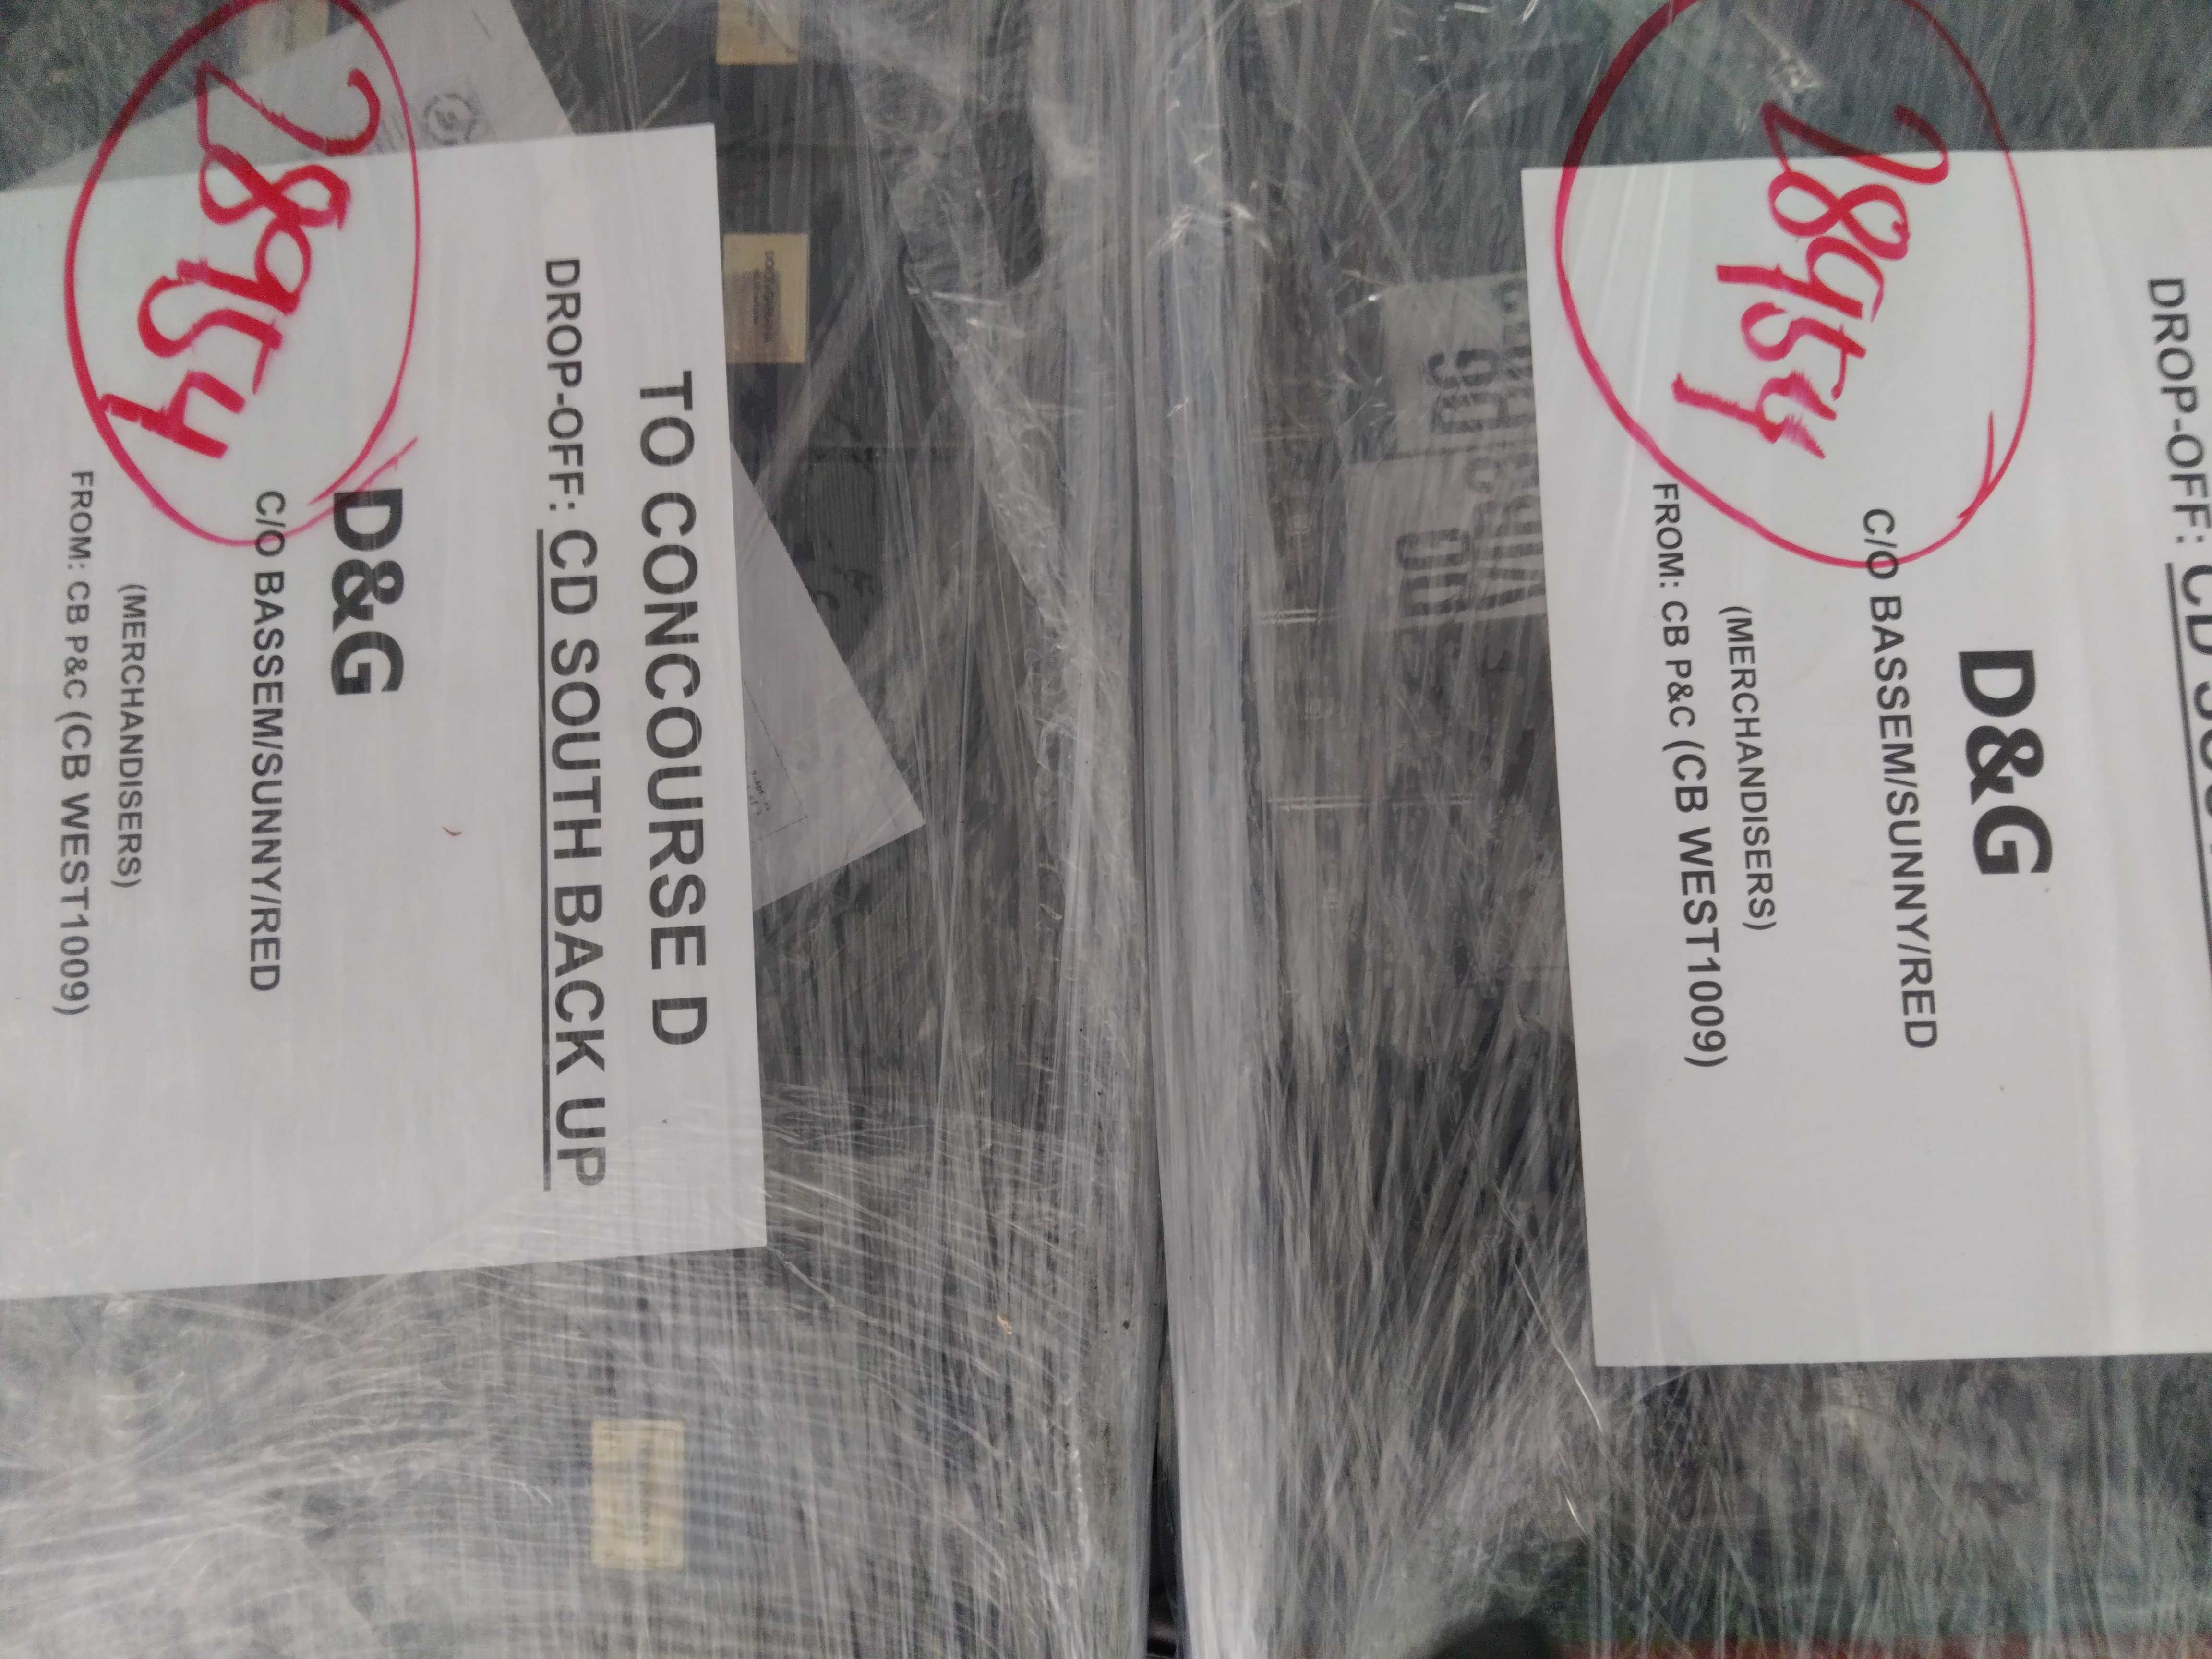 TO CONCOURSE D
DROP-OFF: CD SOUTH BACK UP
D&G
C/O BASSEM/SUNNY/RED
(MERCHANDISERS)
FROM: CB P&C (CB WEST1009)
28954
DROP-OFF:
D&G
C/O BASSEM/SUNNY/RED
(MERCHANDISERS)
FROM: CB P&C (CB WEST1009)
28954